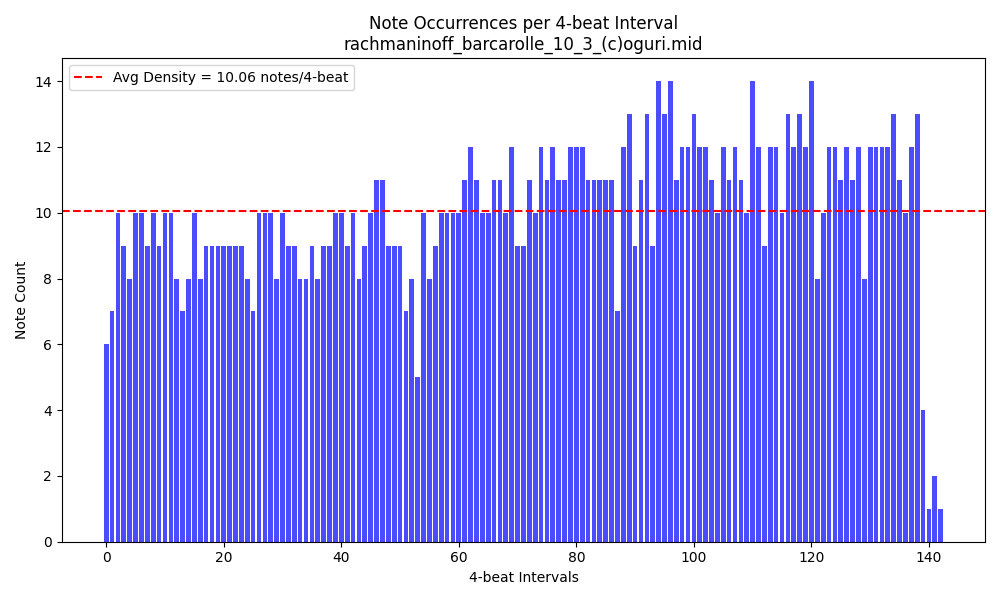 Note Occurrences per 4-beat Interval
rachmaninoff_barcarolle_10_3_(c)oguri.mid
Avg Density = 10.06 notes/4-beat
Note Count
14
12
10
8
6
4
2
0
0 20 40 60 80 100 120 140
4-beat Intervals